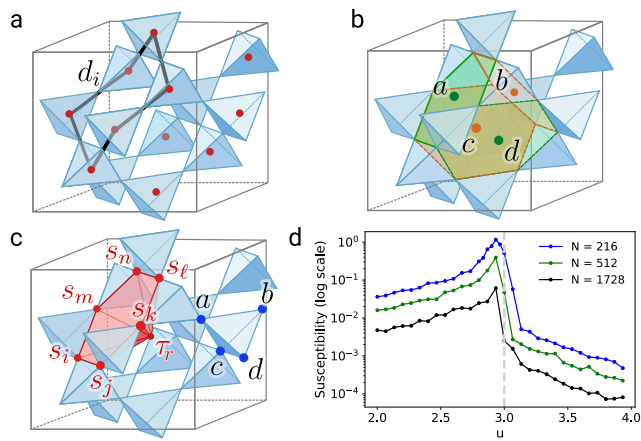 a
d_i
b
a
b
c
d
c
s_n
s_ℓ
s_m
s_k
a
b
s_i
τ_r
c
d
s_j
d
Susceptibility (log scale)
10^0
10^−1
10^−2
10^−3
10^−4
N = 216
N = 512
N = 1728
2.0 2.5 3.0 3.5 4.0
u